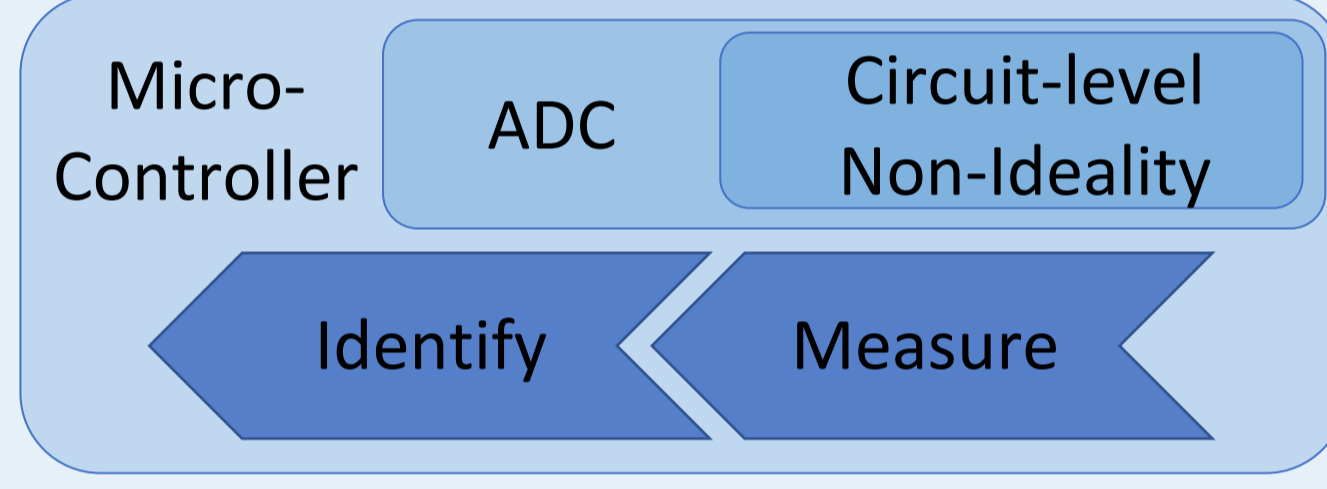 Micro-
Controller
ADC
Circuit-level
Non-Ideality
Identify
Measure